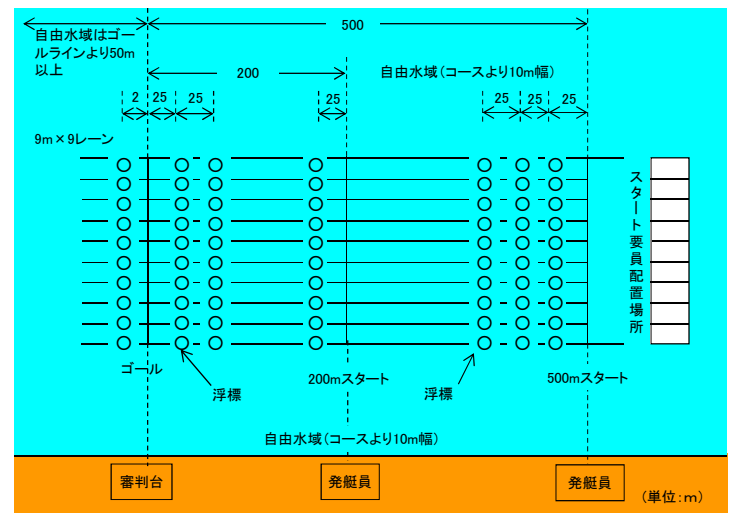 500
自由水域はゴー
ルラインより50m
以上
200
自由水域(コースより10m幅)
2
25
25
25
25
25
25
9m×9レーン
スタート要員配置場所
ゴール
200mスタート
500mスタート
浮標
浮標
自由水域(コースより10m幅)
審判台
発艇員
発艇員
(単位:m)